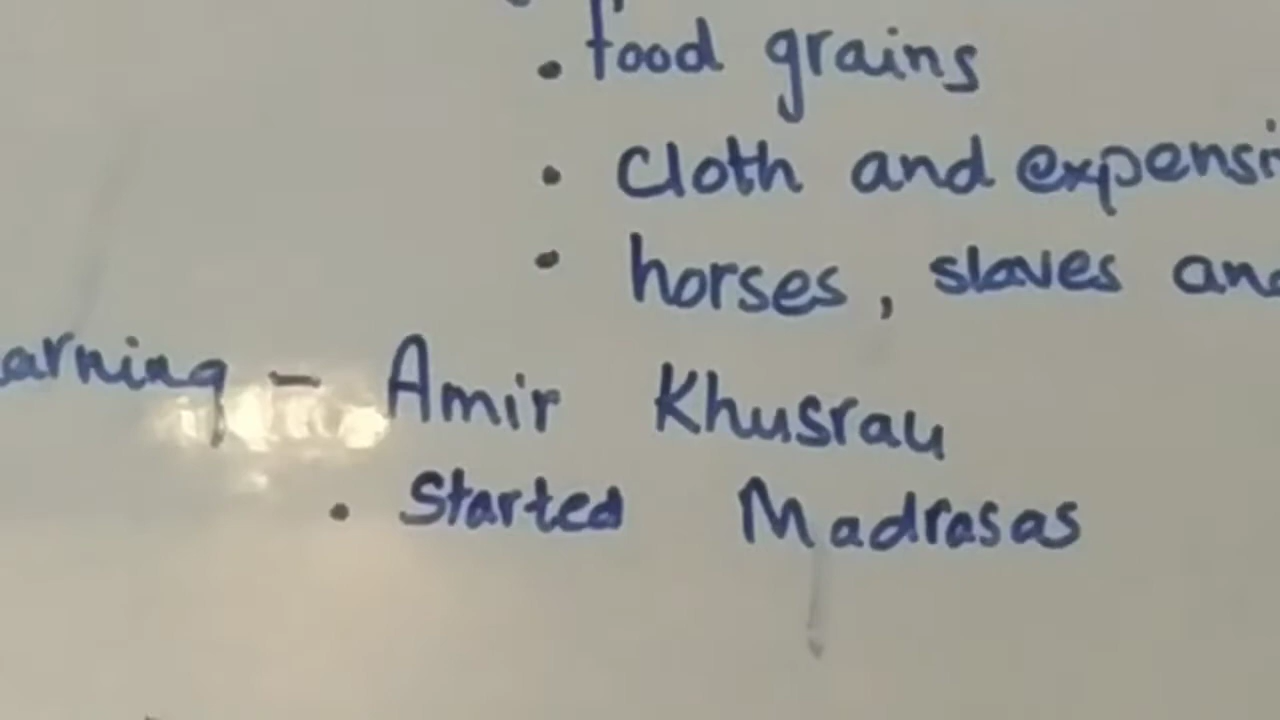 • food grains
• cloth and expensi
• horses, slaves and
arning - Amir Khusrau
• Started Madrasas